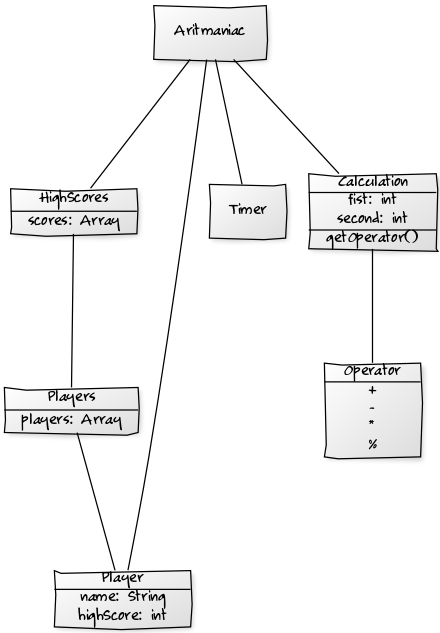 Aritmaniac
HighScores
scores: Array
Timer
Calculation
fist: int
second: int
getOperator()
Players
players: Array
Operator
+
-
*
%
Player
name: String
highScore: int